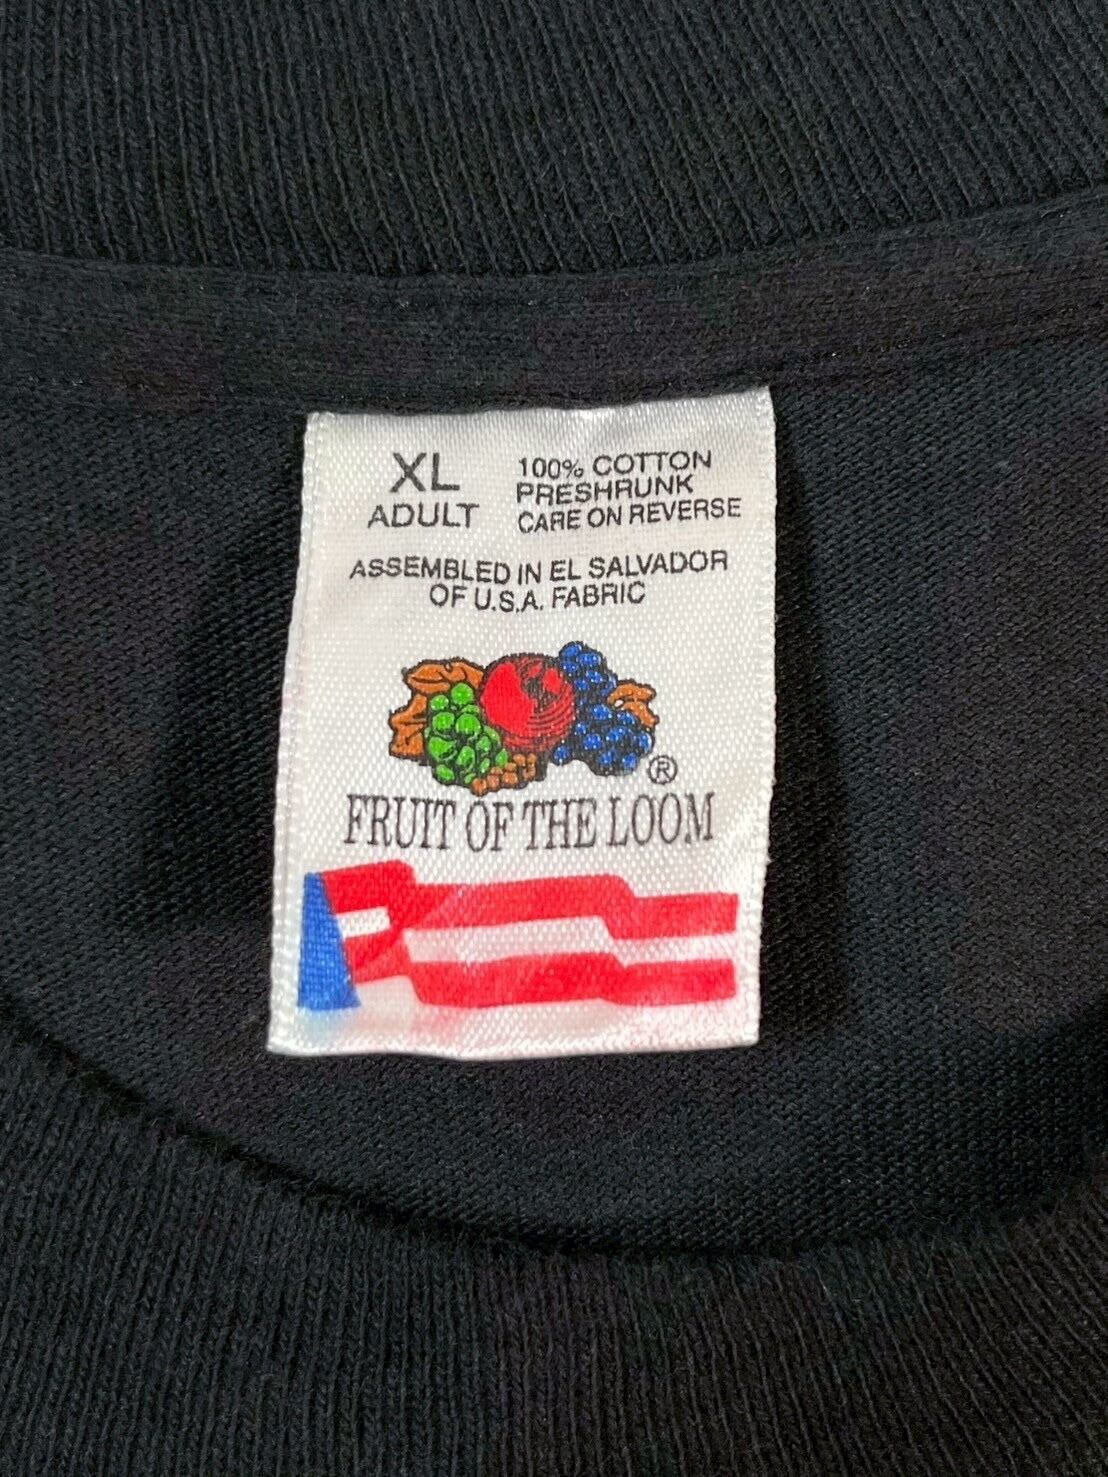 XL
ADULT
100% COTTON
PRESHRUNK
CARE ON REVERSE
ASSEMBLED IN EL SALVADOR
OF U.S.A. FABRIC
®
FRUIT OF THE LOOM